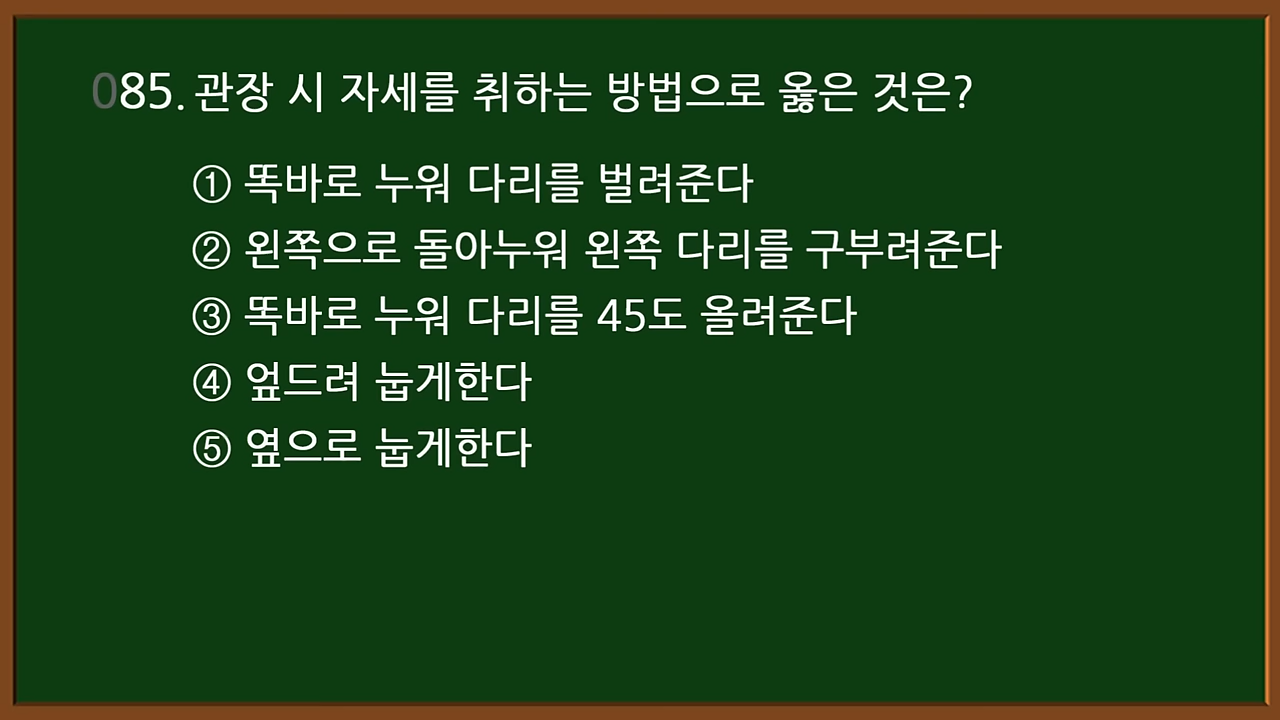 085. 관장 시 자세를 취하는 방법으로 옳은 것은?
① 똑바로 누워 다리를 벌려준다
② 왼쪽으로 돌아누워 왼쪽 다리를 구부려준다
③ 똑바로 누워 다리를 45도 올려준다
④ 엎드려 눕게한다
⑤ 옆으로 눕게한다